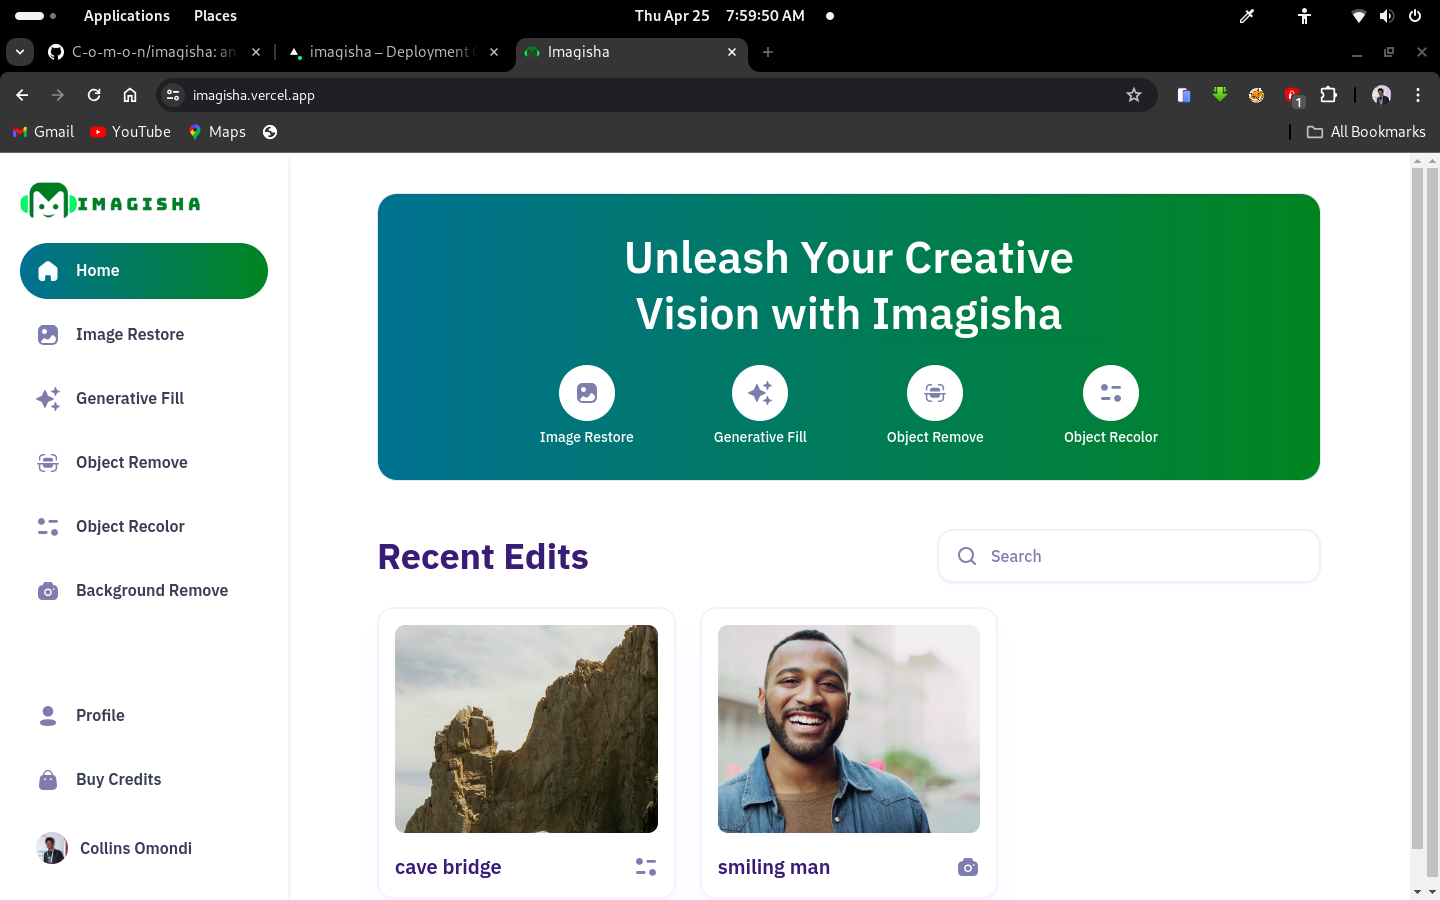 Applications Places Thu Apr 25 7:59:50 AM
C-o-m-o-n/imagisha: an imagisha – Deployment Imagisha
imagisha.vercel.app 1
Gmail YouTube Maps All Bookmarks
IMAGISHA
Home
Image Restore
Generative Fill
Object Remove
Object Recolor
Background Remove
Profile
Buy Credits
Collins Omondi
Unleash Your Creative
Vision with Imagisha
Image Restore Generative Fill Object Remove Object Recolor
Recent Edits Search
cave bridge smiling man